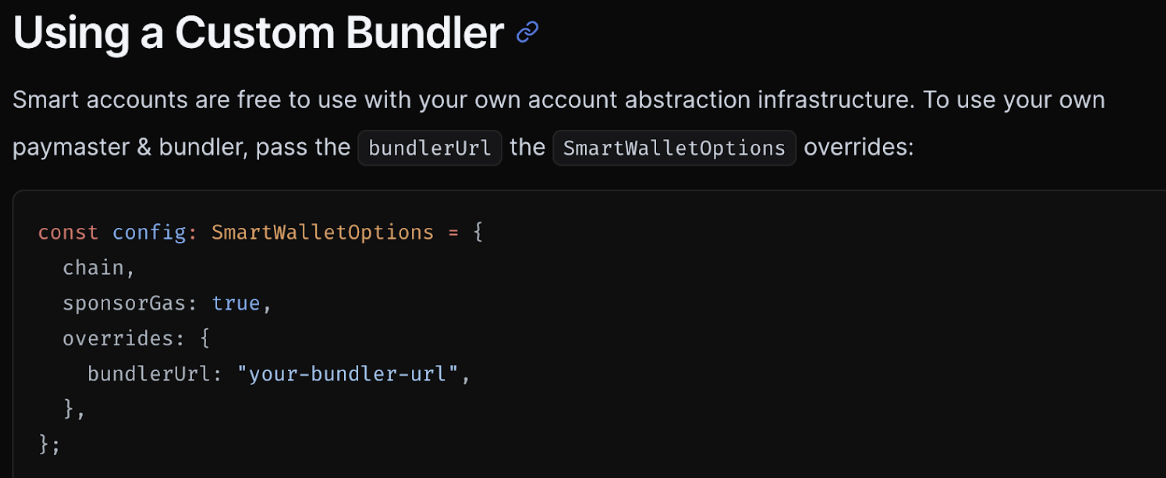 Using a Custom Bundler
Smart accounts are free to use with your own account abstraction infrastructure. To use your own
paymaster & bundler, pass the bundlerUrl the SmartWalletOptions overrides:
const config: SmartWalletOptions = {
  chain,
  sponsorGas: true,
  overrides: {
    bundlerUrl: "your-bundler-url",
  },
};